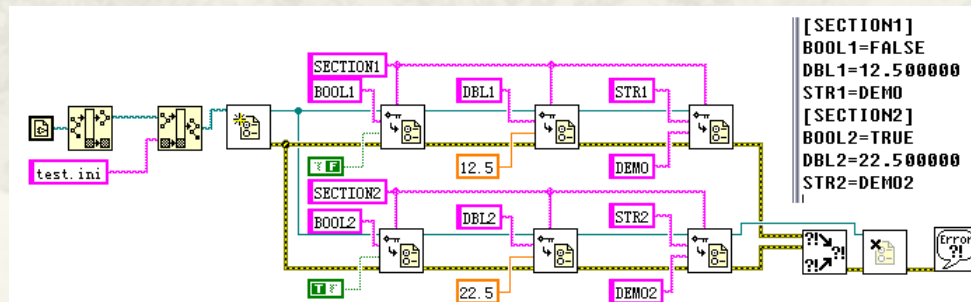 SECTION1
BOOL1
DBL1
STR1
test.ini
F
12.5
DEMO
SECTION2
BOOL2
DBL2
STR2
T
22.5
DEMO2
?!
?!
?!
Error
?!
[SECTION1]
BOOL1=FALSE
DBL1=12.500000
STR1=DEMO
[SECTION2]
BOOL2=TRUE
DBL2=22.500000
STR2=DEMO2